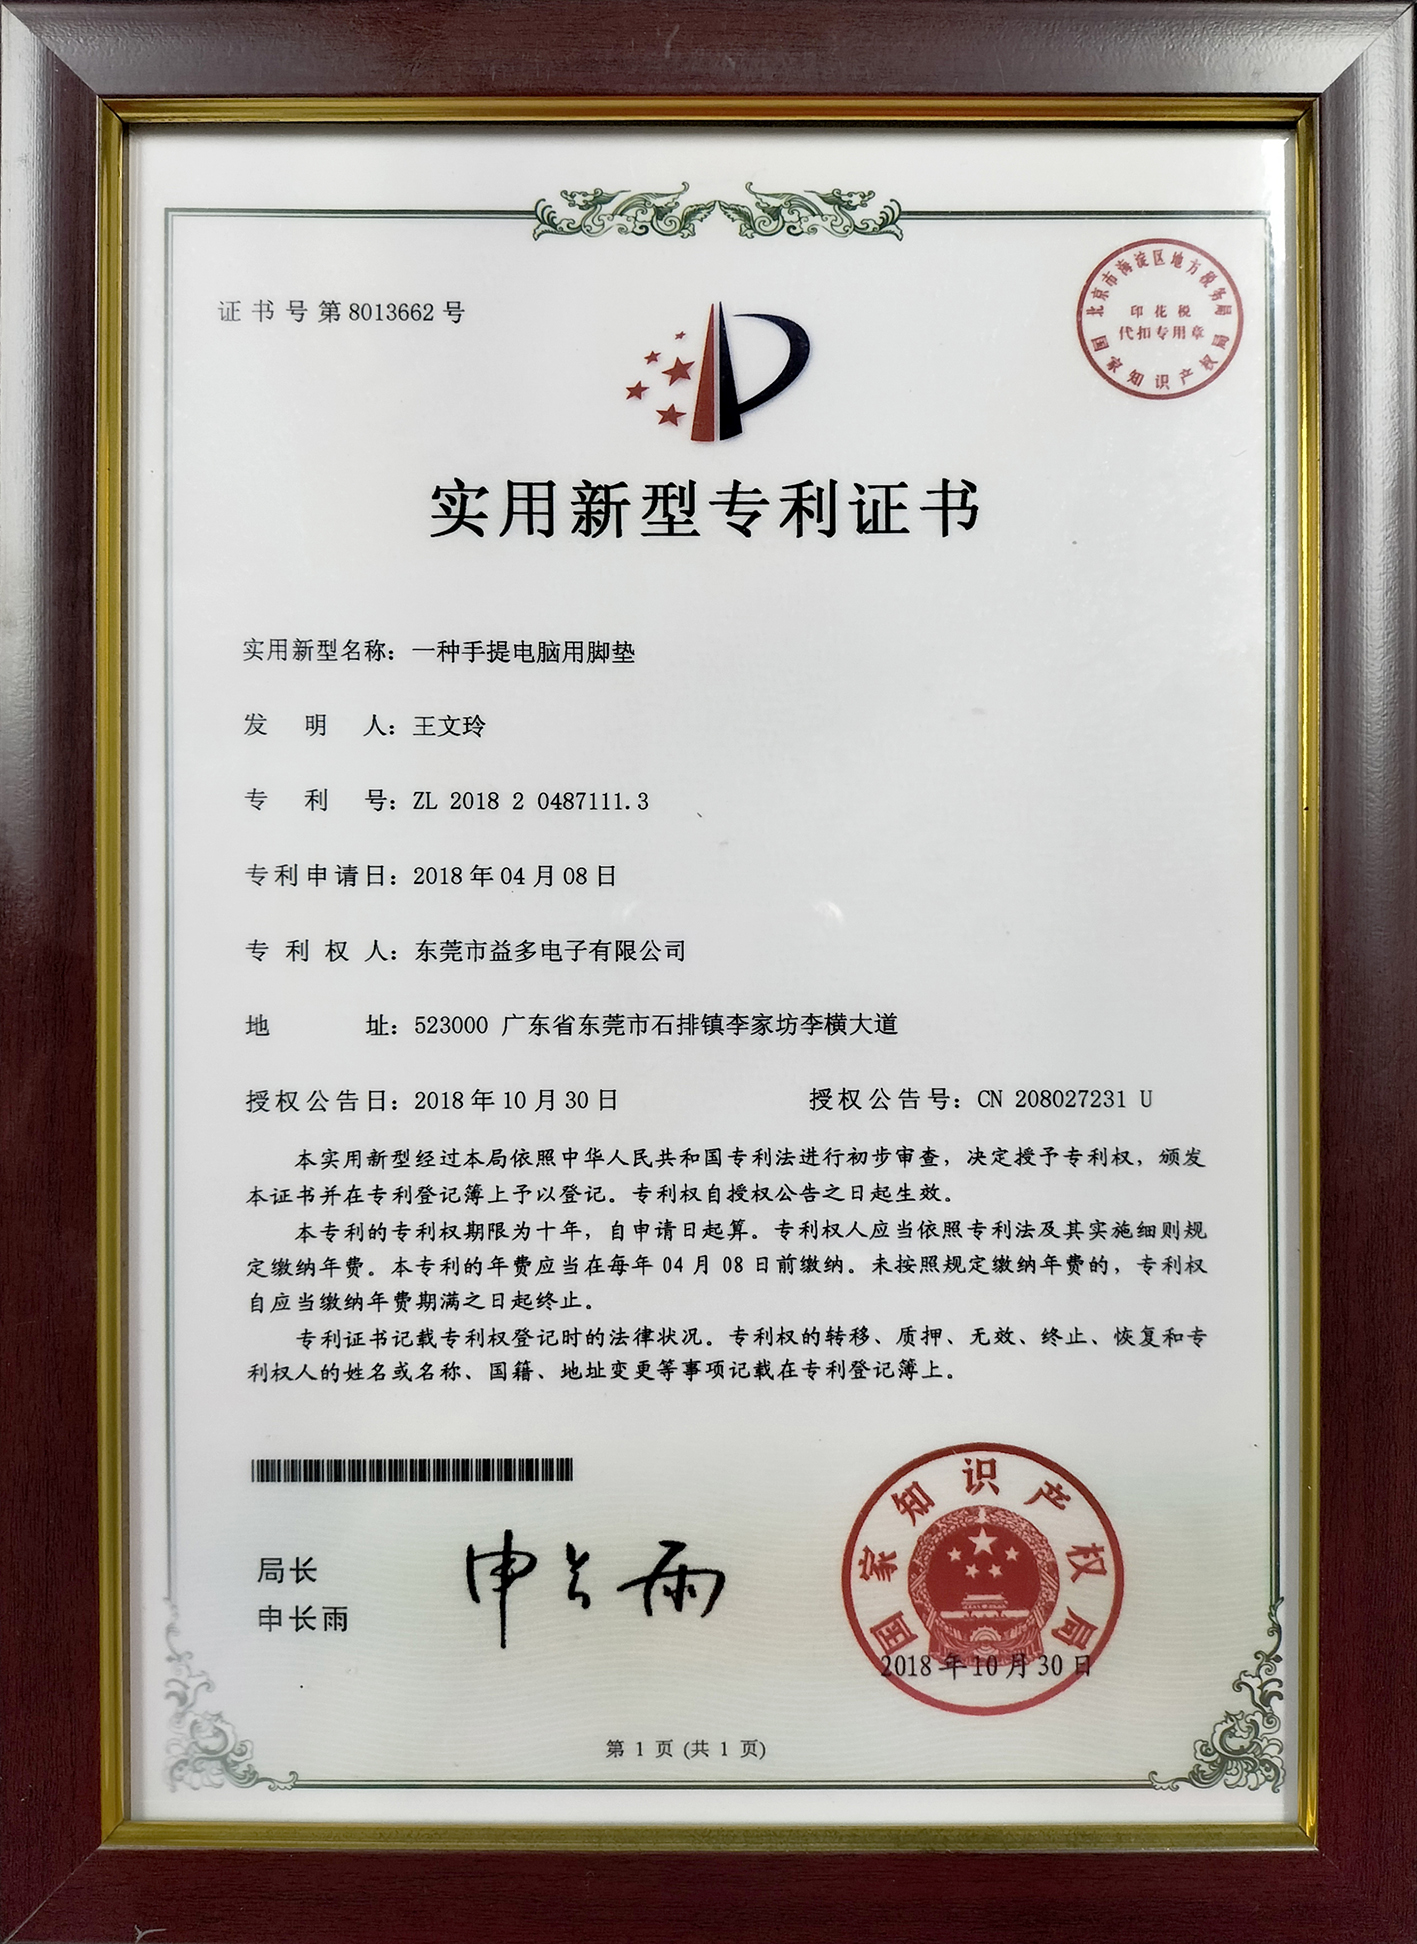 证书号第8013662号
北京市海淀区地方税务局
印花税
代扣专用章
国家知识产权局
实用新型专利证书
实用新型名称：一种手提电脑用脚垫
发明人：王文玲
专利号：ZL 2018 2 0487111.3
专利申请日：2018年04月08日
专利权人：东莞市益多电子有限公司
地址：523000 广东省东莞市石排镇李家坊李横大道
授权公告日：2018年10月30日 授权公告号：CN 208027231 U
本实用新型经过本局依照中华人民共和国专利法进行初步审查，决定授予专利权，颁发
本证书并在专利登记簿上予以登记。专利权自授权公告之日起生效。
本专利的专利权期限为十年，自申请日起算。专利权人应当依照专利法及其实施细则规
定缴纳年费。本专利的年费应当在每年04月08日前缴纳。未按照规定缴纳年费的，专利权
自应当缴纳年费期满之日起终止。
专利证书记载专利权登记时的法律状况。专利权的转移、质押、无效、终止、恢复和专
利权人的姓名或名称、国籍、地址变更等事项记载在专利登记簿上。
局长
申长雨
申长雨
国家知识产权局
2018年10月30日
第 1 页 (共 1 页)